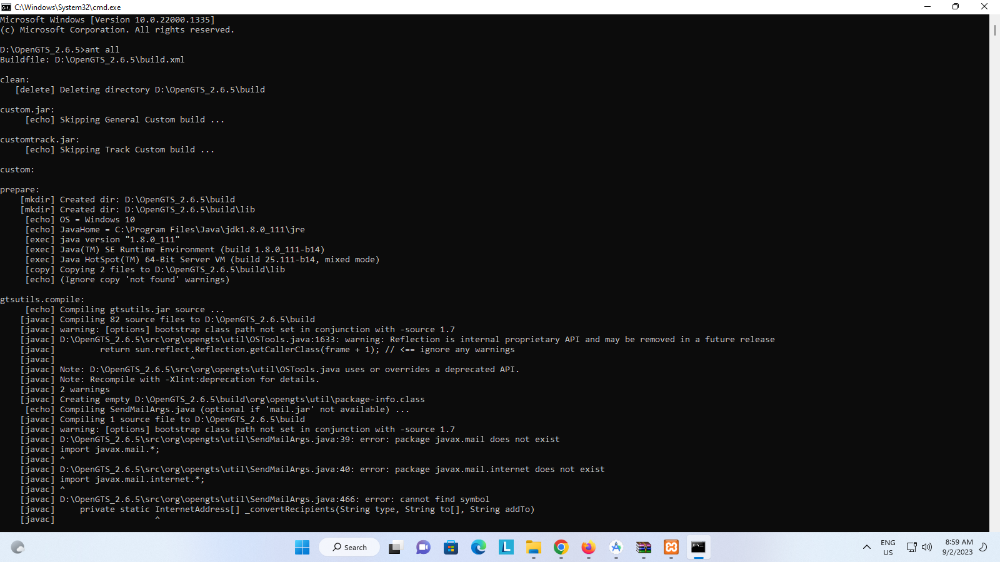 C:\Windows\System32\cmd.exe
Microsoft Windows [Version 10.0.22000.1335]
(c) Microsoft Corporation. All rights reserved.
D:\OpenGTS_2.6.5>ant all
Buildfile: D:\OpenGTS_2.6.5\build.xml
clean:
[delete] Deleting directory D:\OpenGTS_2.6.5\build
custom.jar:
[echo] Skipping General Custom build ...
customtrack.jar:
[echo] Skipping Track Custom build ...
custom:
prepare:
[mkdir] Created dir: D:\OpenGTS_2.6.5\build
[mkdir] Created dir: D:\OpenGTS_2.6.5\build\lib
[echo] OS = Windows 10
[echo] JavaHome = C:\Program Files\Java\jdk1.8.0_111\jre
[exec] java version "1.8.0_111"
[exec] Java(TM) SE Runtime Environment (build 1.8.0_111-b14)
[exec] Java HotSpot(TM) 64-Bit Server VM (build 25.111-b14, mixed mode)
[copy] Copying 2 files to D:\OpenGTS_2.6.5\build\lib
[echo] (Ignore copy 'not found' warnings)
gtsutils.compile:
[echo] Compiling gtsutils.jar source ...
[javac] Compiling 82 source files to D:\OpenGTS_2.6.5\build
[javac] warning: [options] bootstrap class path not set in conjunction with -source 1.7
[javac] D:\OpenGTS_2.6.5\src\org\opengts\util\OSTools.java:1633: warning: Reflection is internal proprietary API and may be removed in a future release
[javac] return sun.reflect.Reflection.getCallerClass(frame + 1); // <== ignore any warnings
[javac] ^
[javac] Note: D:\OpenGTS_2.6.5\src\org\opengts\util\OSTools.java uses or overrides a deprecated API.
[javac] Note: Recompile with -Xlint:deprecation for details.
[javac] 2 warnings
[javac] Creating empty D:\OpenGTS_2.6.5\build\org\opengts\util\package-info.class
[echo] Compiling SendMailArgs.java (optional if 'mail.jar' not available) ...
[javac] Compiling 1 source file to D:\OpenGTS_2.6.5\build
[javac] warning: [options] bootstrap class path not set in conjunction with -source 1.7
[javac] D:\OpenGTS_2.6.5\src\org\opengts\util\SendMailArgs.java:39: error: package javax.mail does not exist
[javac] import javax.mail.*;
[javac] ^
[javac] D:\OpenGTS_2.6.5\src\org\opengts\util\SendMailArgs.java:40: error: package javax.mail.internet does not exist
[javac] import javax.mail.internet.*;
[javac] ^
[javac] D:\OpenGTS_2.6.5\src\org\opengts\util\SendMailArgs.java:466: error: cannot find symbol
[javac] private static InternetAddress[] _convertRecipients(String type, String to[], String addTo)
[javac] ^
Search
L
ENG
US
8:59 AM
9/2/2023